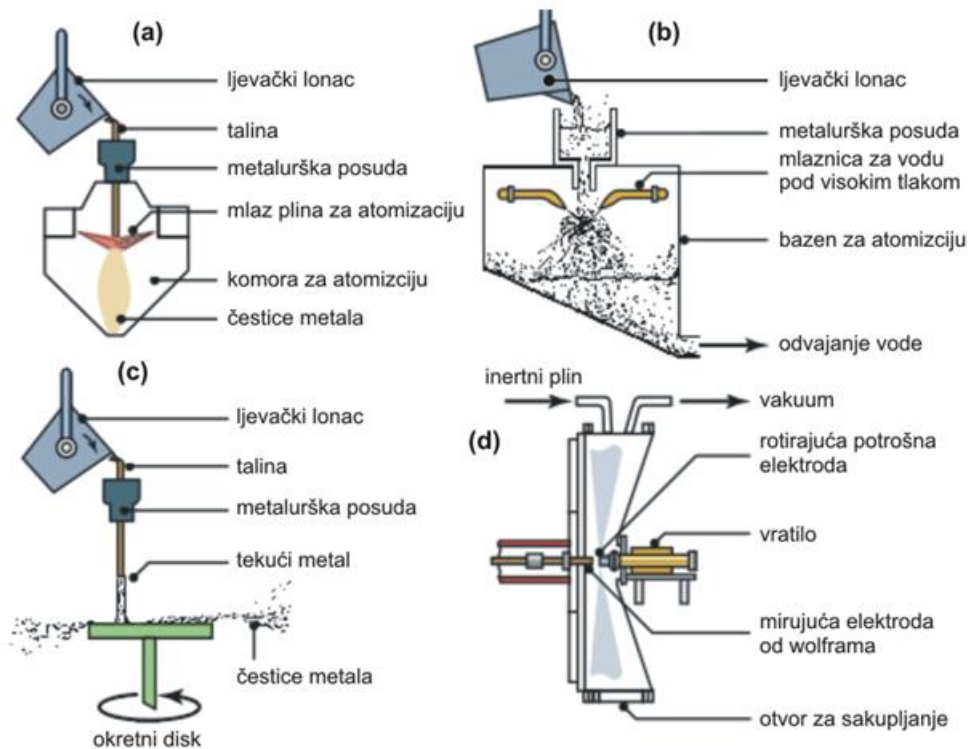 (a)
ljevački lonac
talina
metalurška posuda
mlaz plina za atomizaciju
komora za atomizciju
čestice metala
(b)
ljevački lonac
metalurška posuda
mlaznica za vodu
pod visokim tlakom
bazen za atomizciju
odvajanje vode
(c)
ljevački lonac
talina
metalurška posuda
tekući metal
čestice metala
okretni disk
(d)
inertni plin
vakuum
rotirajuća potrošna
elektroda
vratilo
mirujuća elektroda
od wolframa
otvor za sakupljanje